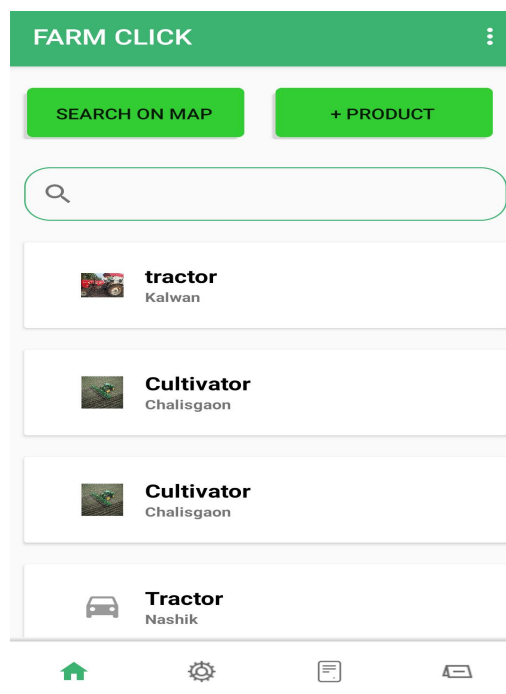 FARM CLICK
SEARCH ON MAP
+ PRODUCT
tractor
Kalwan
Cultivator
Chalisgaon
Cultivator
Chalisgaon
Tractor
Nashik